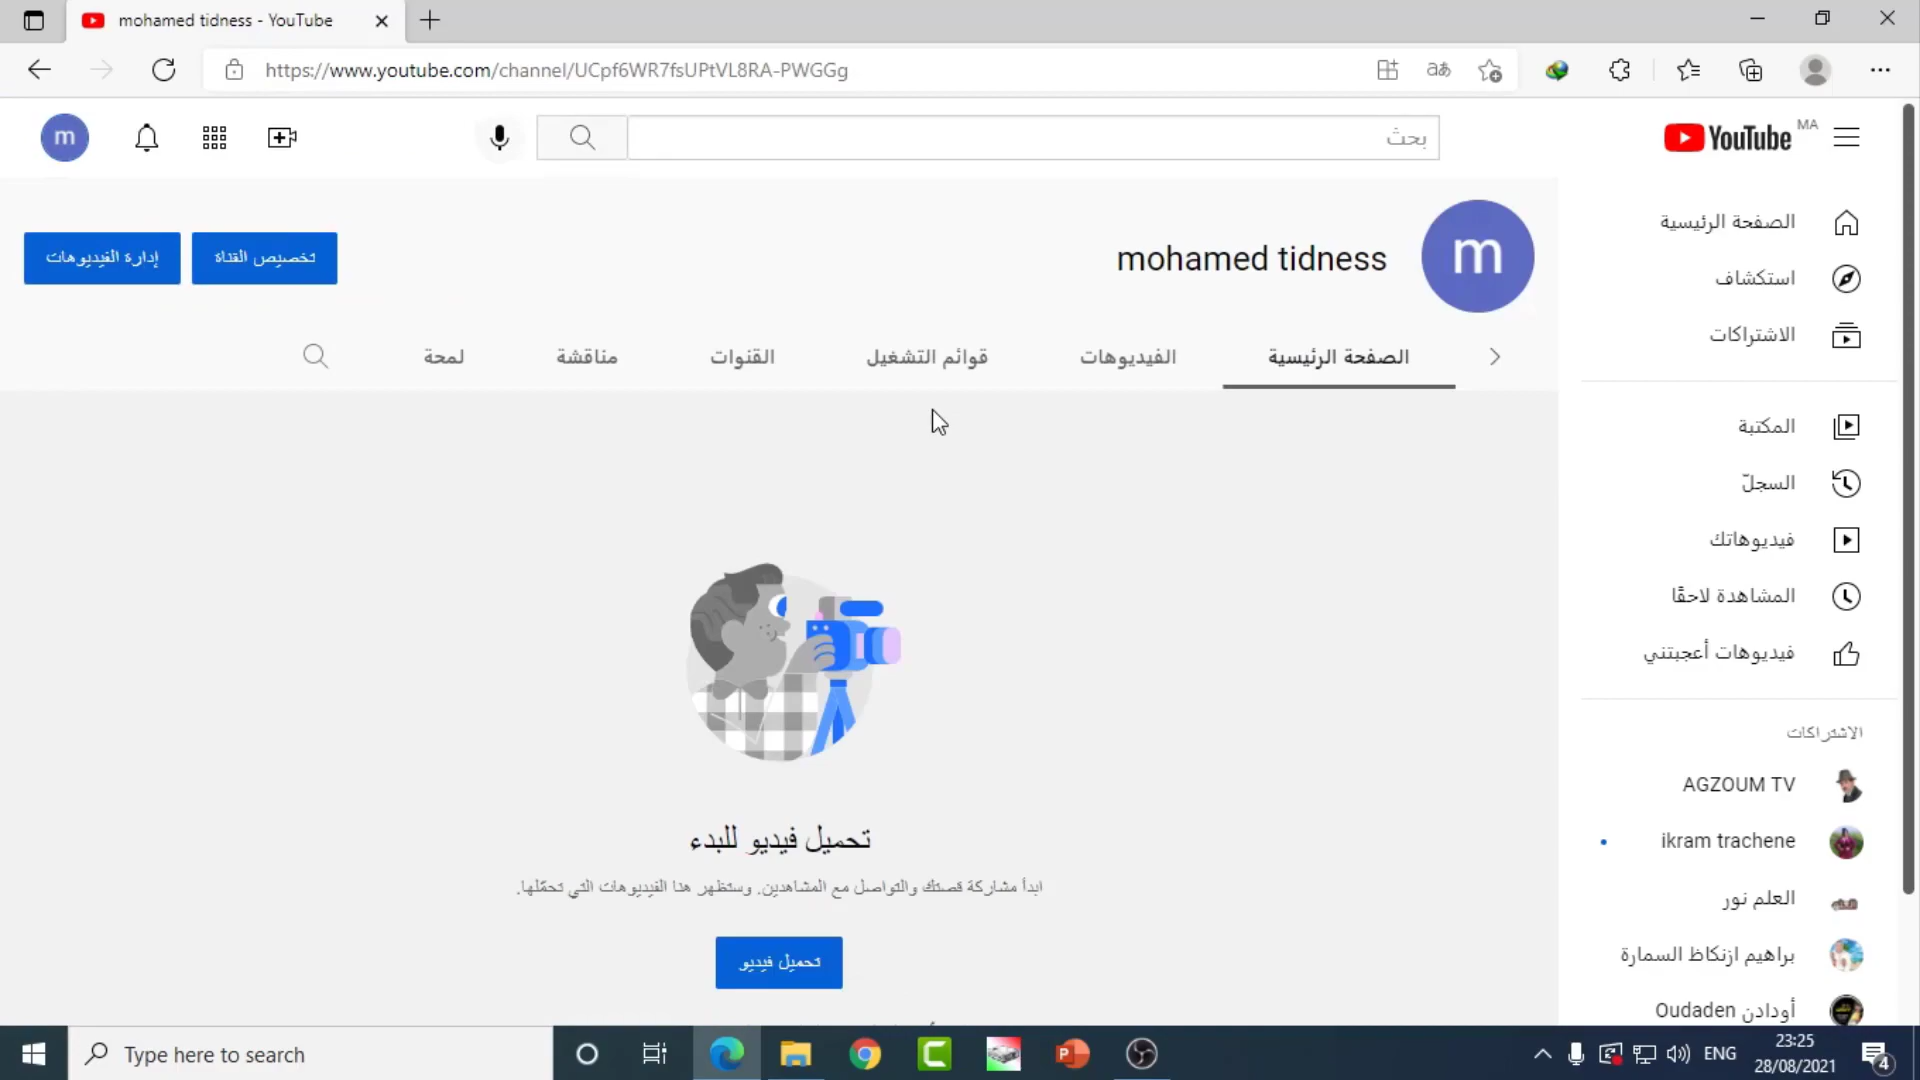 mohamed tidness - YouTube
https://www.youtube.com/channel/UCpf6WR7fsUPtVL8RA-PWGGg
YouTube MA
بحث
m
m
mohamed tidness
تخصيص القناة
إدارة الفيديوهات
الصفحة الرئيسية
الفيديوهات
قوائم التشغيل
القنوات
مناقشة
لمحة
الصفحة الرئيسية
استكشاف
الاشتراكات
المكتبة
السجلّ
فيديوهاتك
المشاهدة لاحقًا
فيديوهات أعجبتني
الاشتراكات
AGZOUM TV
ikram trachene
العلم نور
براهيم ازنكاظ السمارة
أودادن Oudaden
تحميل فيديو للبدء
ابدأ مشاركة قصتك والتواصل مع المشاهدين. وستظهر هنا الفيديوهات التي تحمّلها.
تحميل فيديو
Type here to search
ENG
23:25
28/08/2021
4